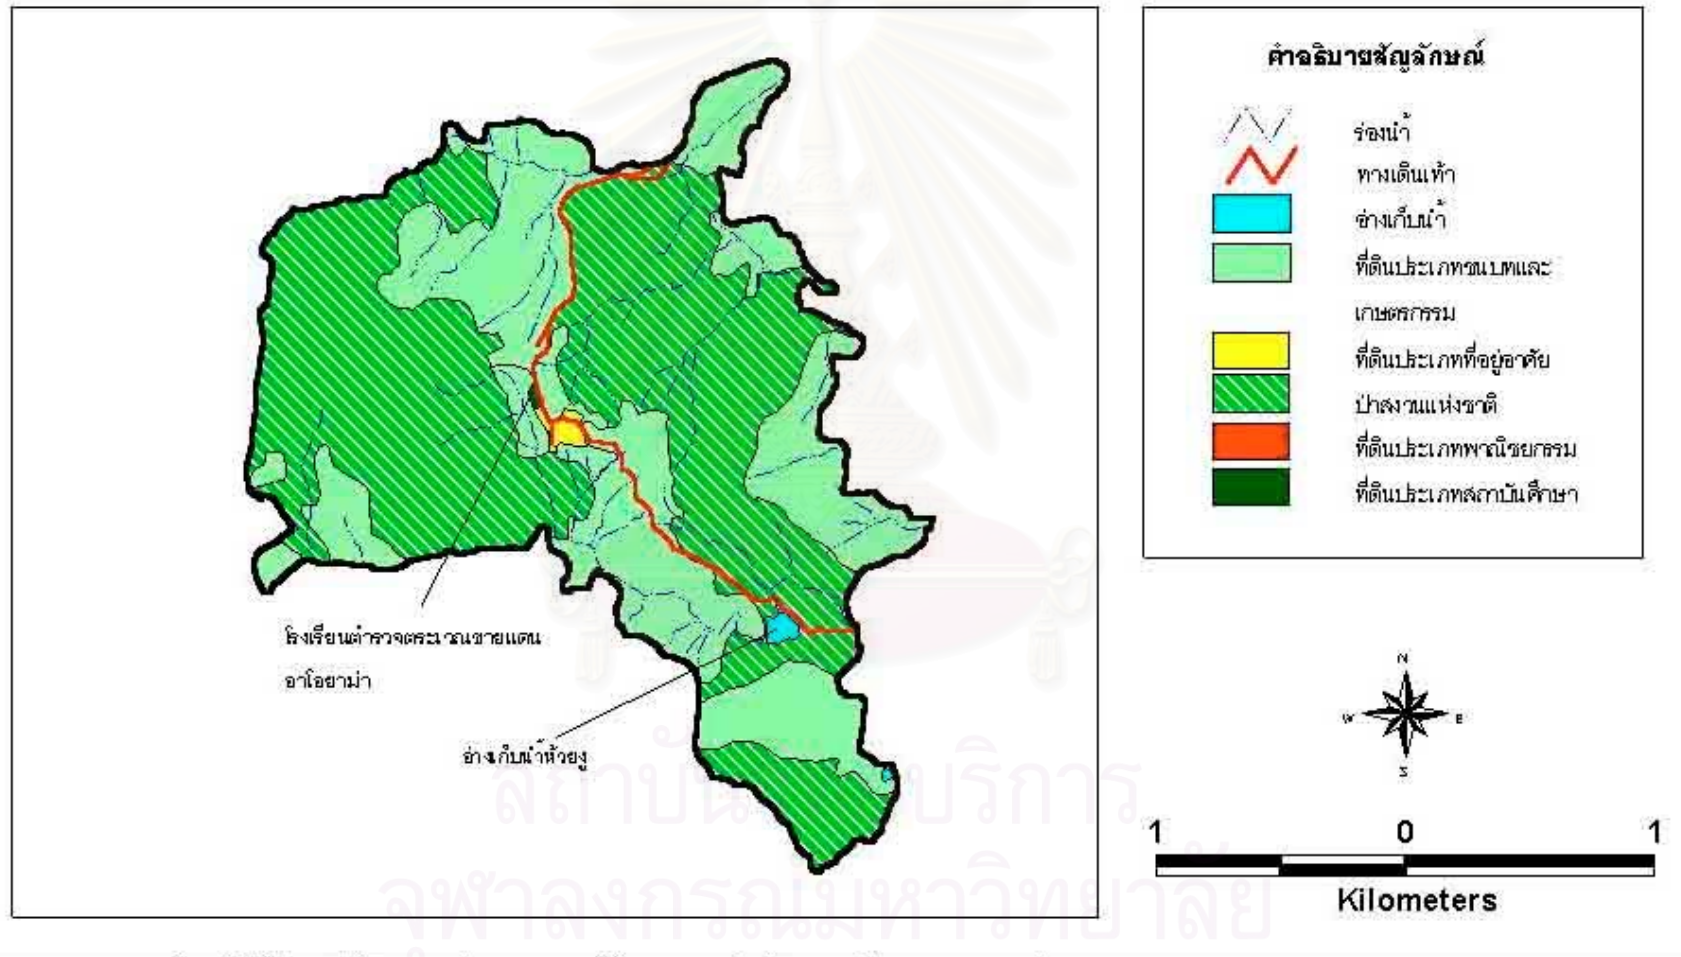 โรงเรียนตำรวจตระเวณชายแดน
อาโอยาม่า
อ่างเก็บน้ำห้วยงู
คำอธิบายสัญลักษณ์
ร่องน้ำ
ทางเดินเท้า
อ่างเก็บน้ำ
ที่ดินประเภทชนบทและ
เกษตรกรรม
ที่ดินประเภทที่อยู่อาศัย
ป่าสงวนแห่งชาติ
ที่ดินประเภทพาณิชยกรรม
ที่ดินประเภทสถาบันศึกษา
N
W E
S
1 0 1
Kilometers
สถาบันวิทยบริการ
จุฬาลงกรณ์มหาวิทยาลัย